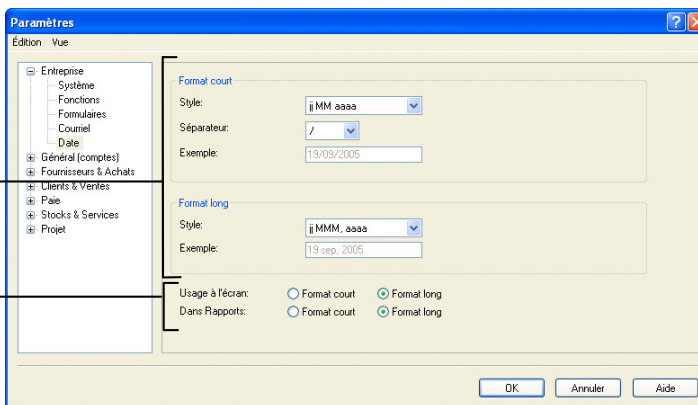 Paramètres
Édition Vue
Entreprise
Système
Fonctions
Formulaires
Courriel
Date
Général (comptes)
Fournisseurs & Achats
Clients & Ventes
Paie
Stocks & Services
Projet
Format court
Style: jj MM aaaa
Séparateur: /
Exemple: 19/09/2005
Format long
Style: jj MMM, aaaa
Exemple: 19 sep, 2005
Usage à l'écran: Format court Format long
Dans Rapports: Format court Format long
OK Annuler Aide